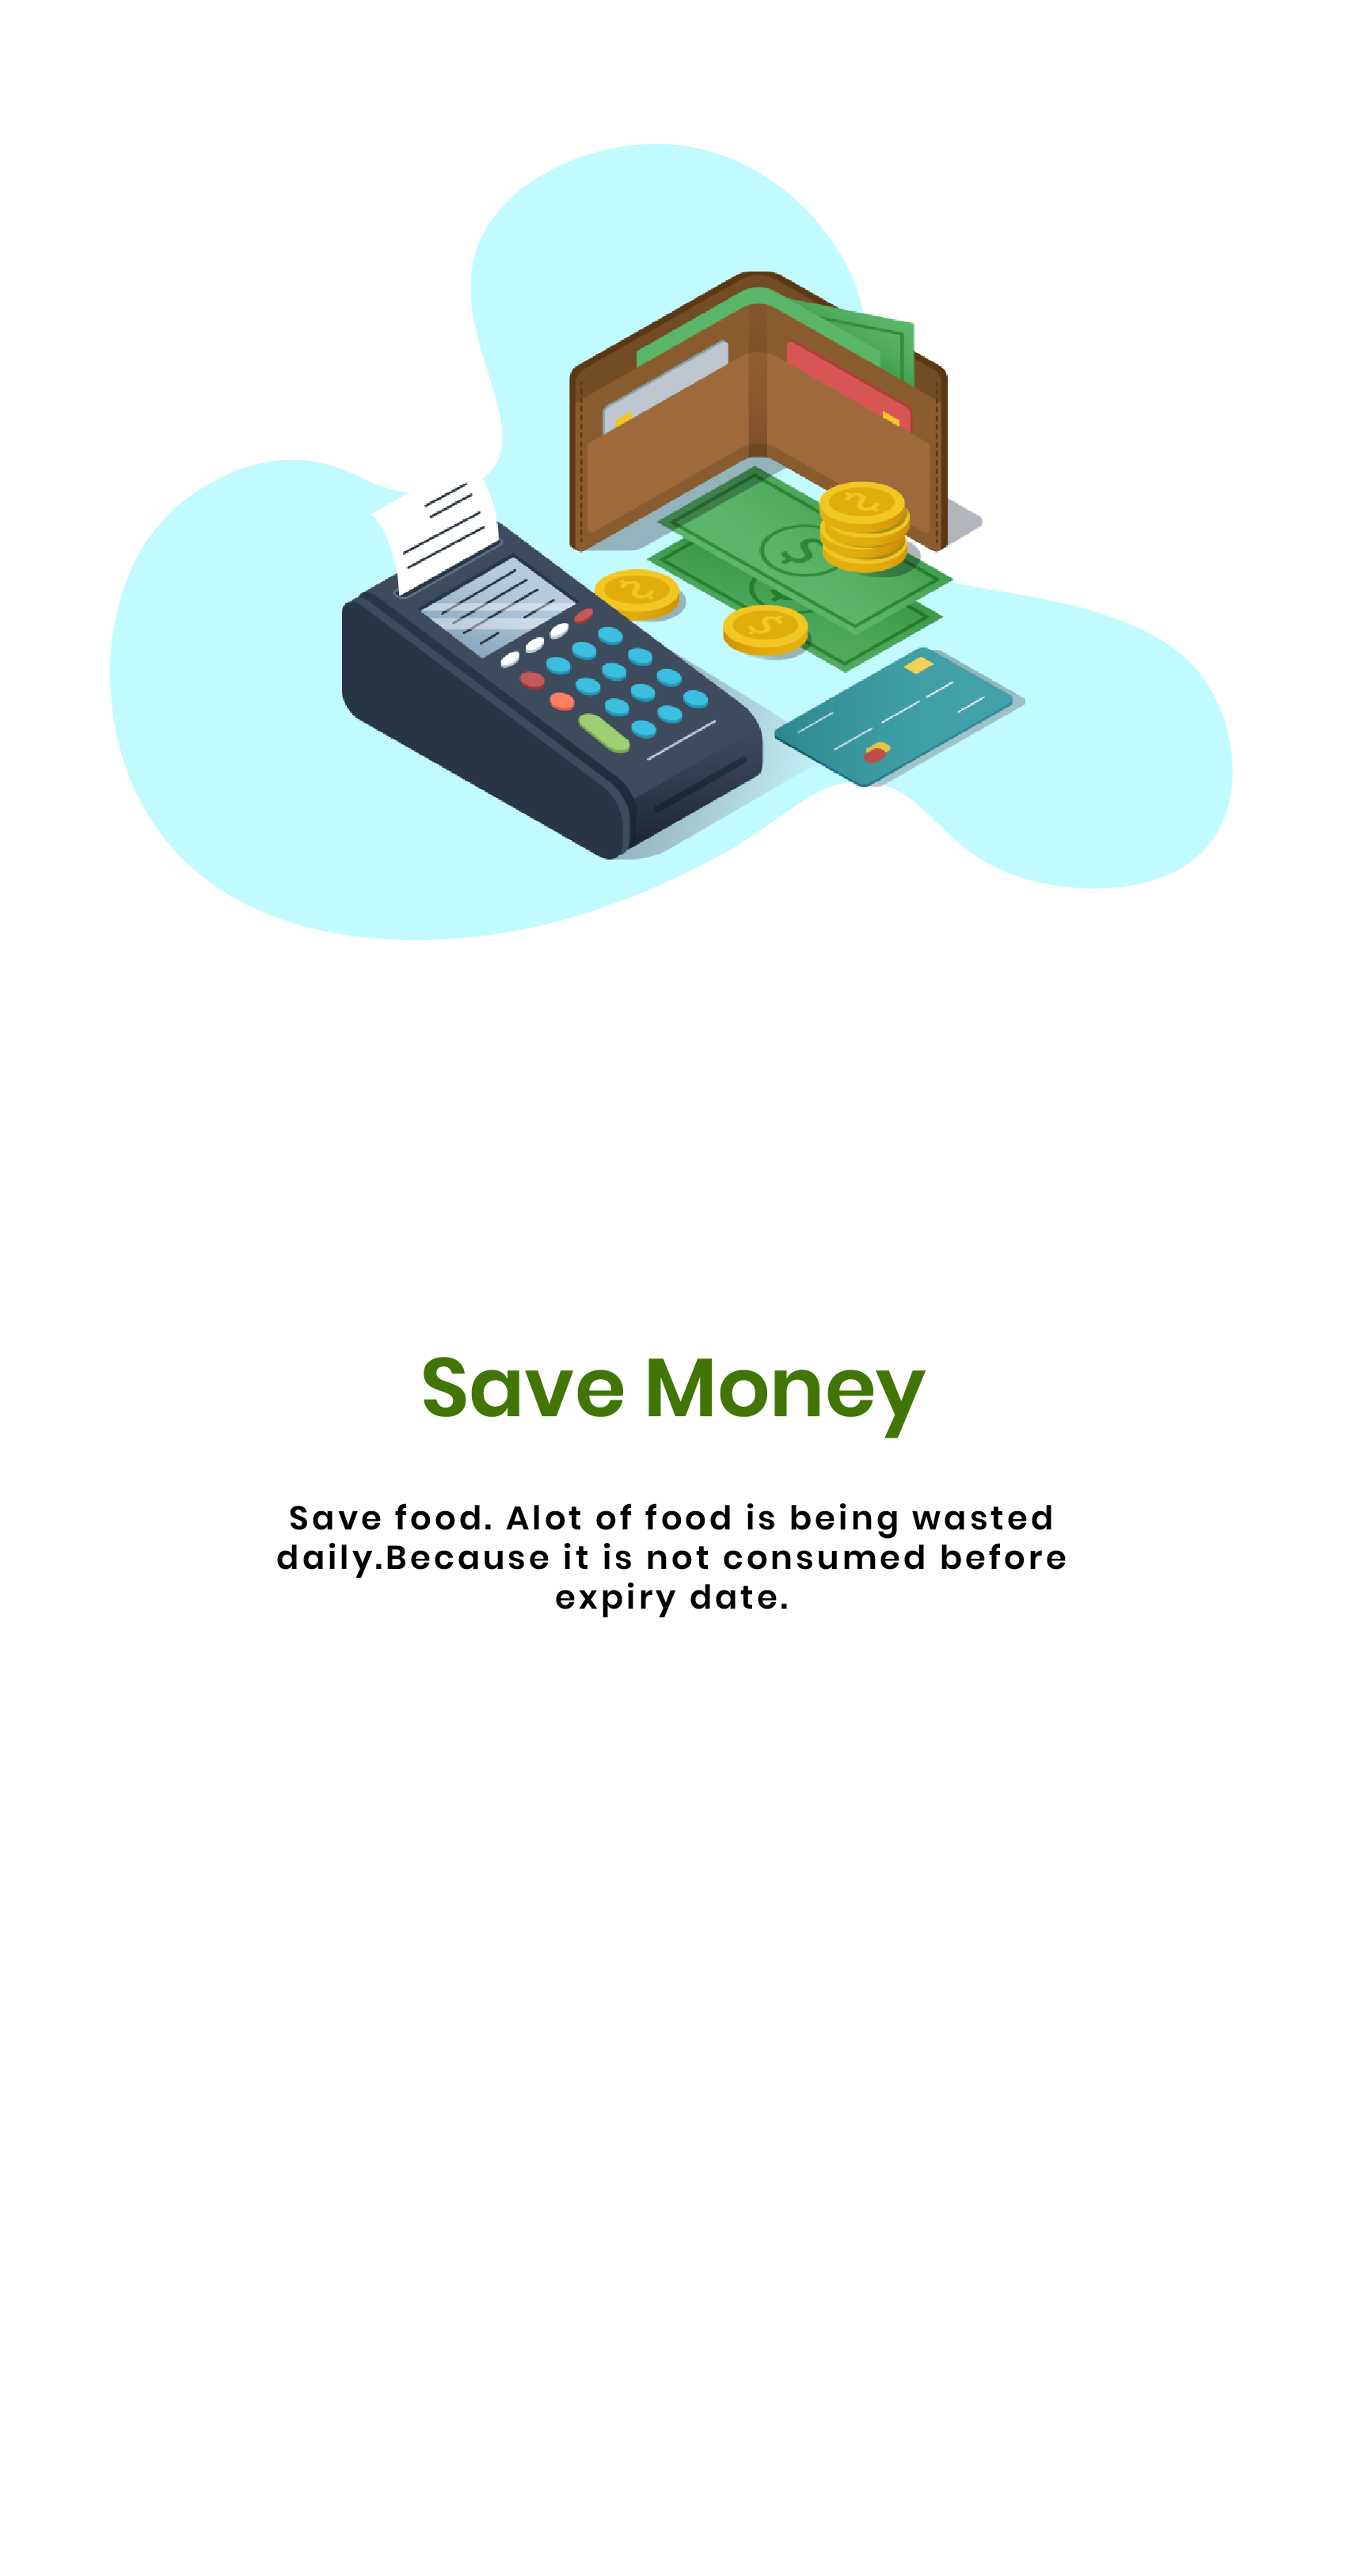 Save Money
Save food. Alot of food is being wasted
daily.Because it is not consumed before
expiry date.